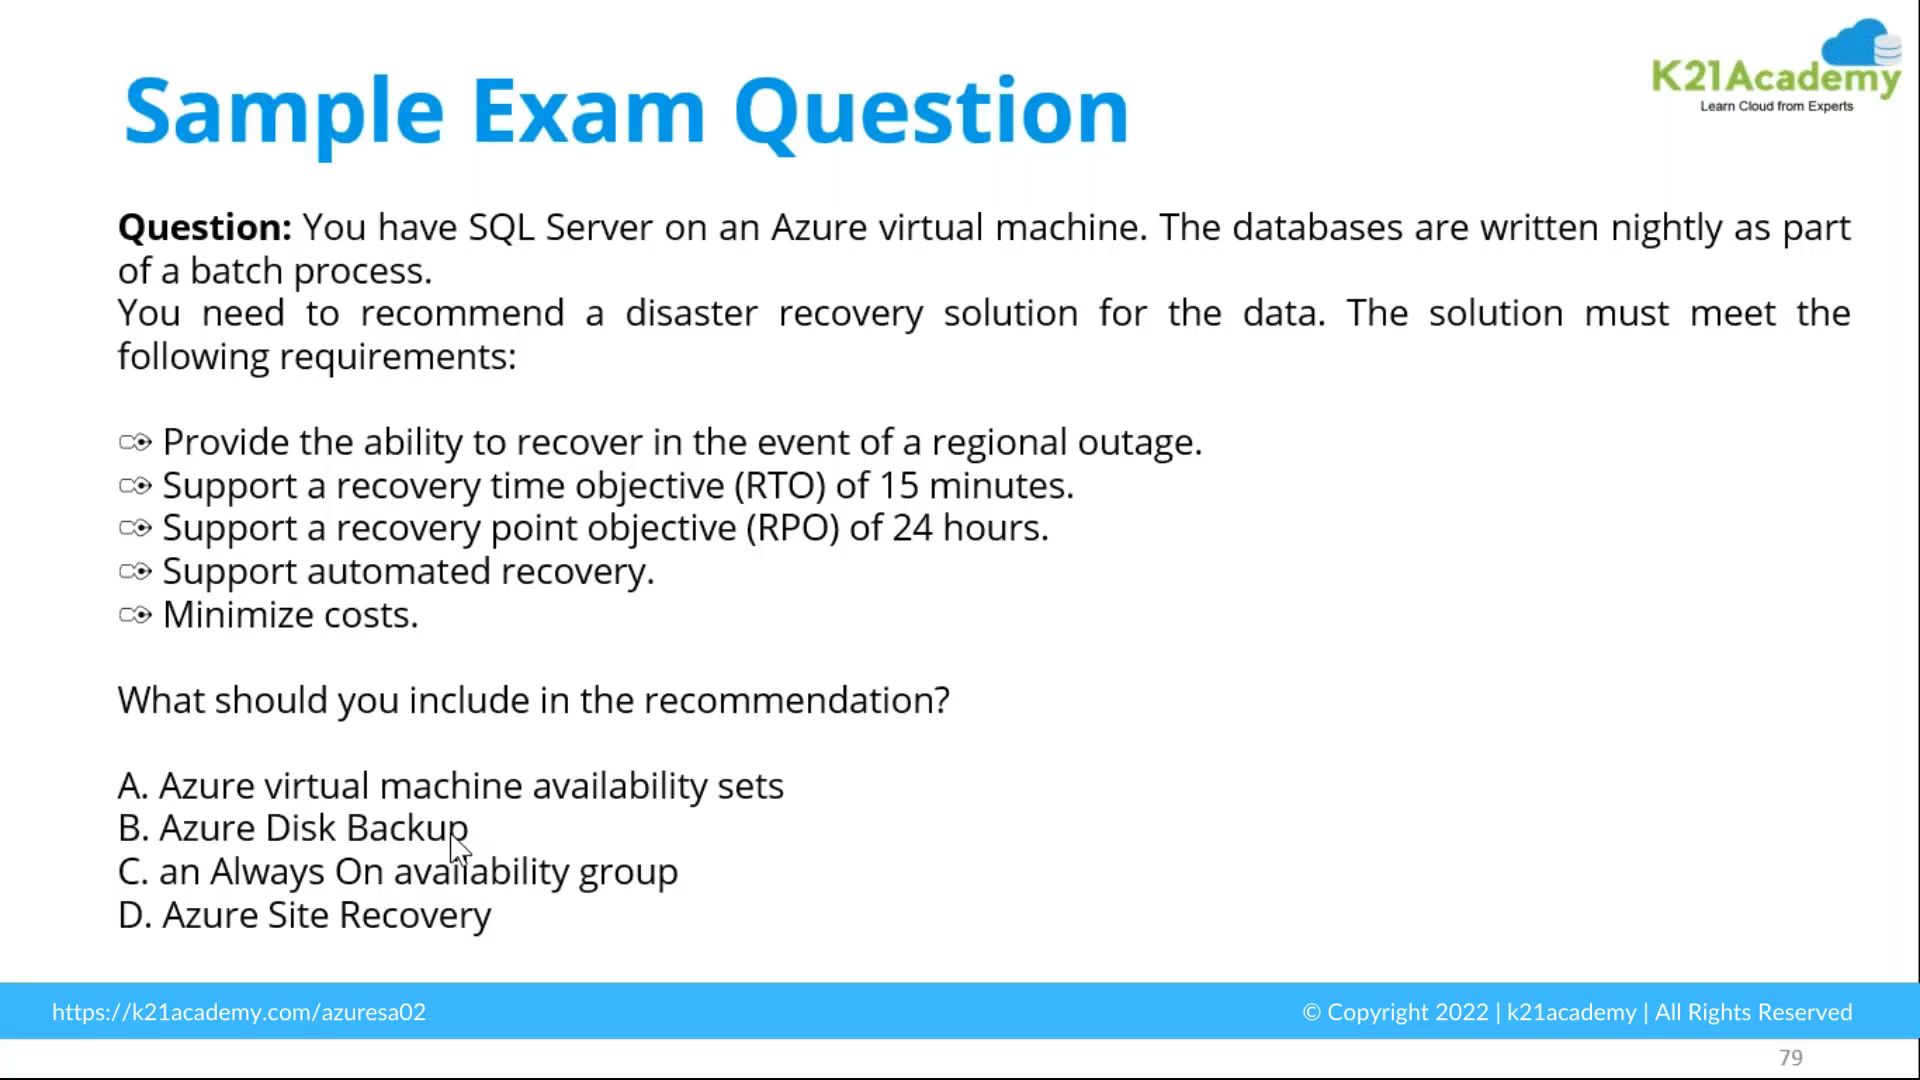 K21Academy
Learn Cloud from Experts
Sample Exam Question
Question: You have SQL Server on an Azure virtual machine. The databases are written nightly as part
of a batch process.
You need to recommend a disaster recovery solution for the data. The solution must meet the
following requirements:
Provide the ability to recover in the event of a regional outage.
Support a recovery time objective (RTO) of 15 minutes.
Support a recovery point objective (RPO) of 24 hours.
Support automated recovery.
Minimize costs.
What should you include in the recommendation?
A. Azure virtual machine availability sets
B. Azure Disk Backup
C. an Always On availability group
D. Azure Site Recovery
https://k21academy.com/azuresa02
© Copyright 2022 | k21academy | All Rights Reserved
79